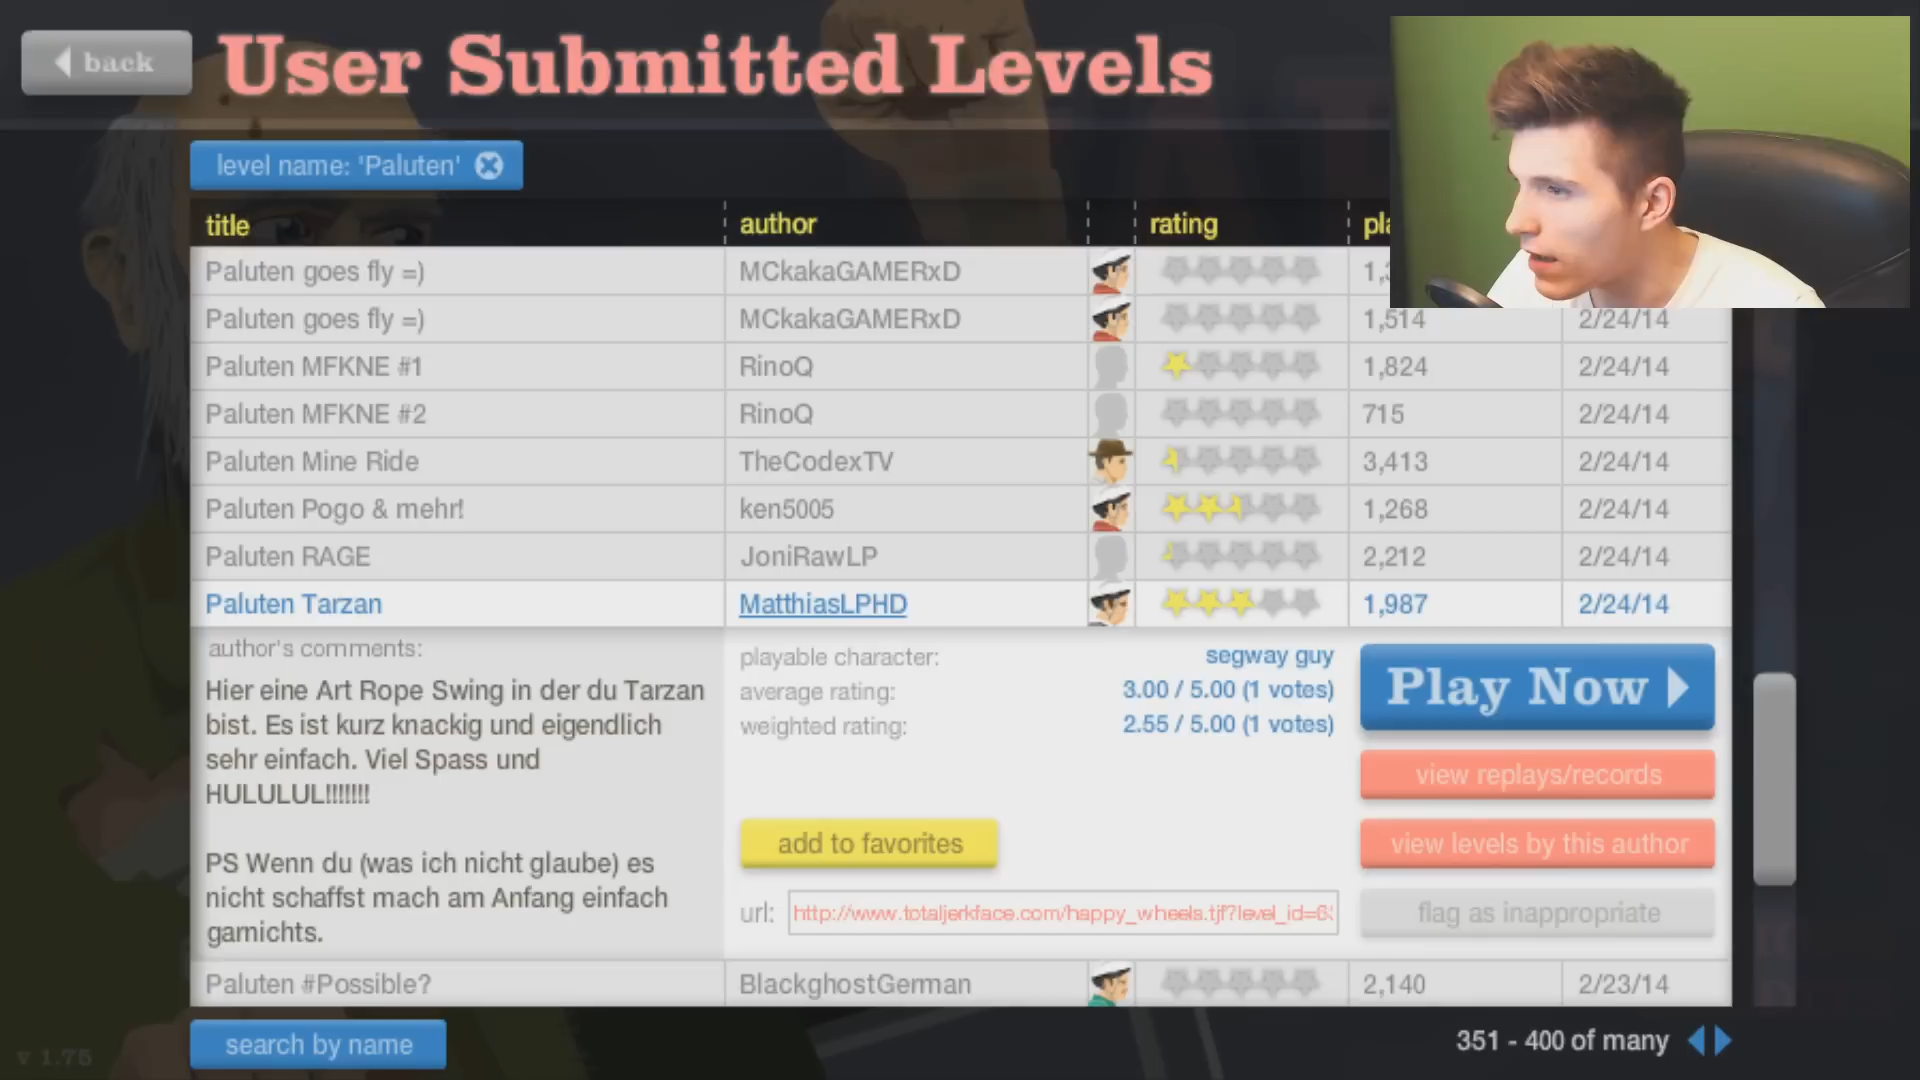 back
User Submitted Levels
level name: 'Paluten'
title author rating
Paluten goes fly =) MCkakaGAMERxD
Paluten goes fly =) MCkakaGAMERxD 1,514 2/24/14
Paluten MFKNE #1 RinoQ 1,824 2/24/14
Paluten MFKNE #2 RinoQ 715 2/24/14
Paluten Mine Ride TheCodexTV 3,413 2/24/14
Paluten Pogo & mehr! ken5005 1,268 2/24/14
Paluten RAGE JoniRawLP 2,212 2/24/14
Paluten Tarzan MatthiasLPHD 1,987 2/24/14
author's comments:
Hier eine Art Rope Swing in der du Tarzan
bist. Es ist kurz knackig und eigendlich
sehr einfach. Viel Spass und
HULULUL!!!!!!!
PS Wenn du (was ich nicht glaube) es
nicht schaffst mach am Anfang einfach
garnichts.
playable character: segway guy
average rating: 3.00 / 5.00 (1 votes)
weighted rating: 2.55 / 5.00 (1 votes)
add to favorites
url: http://www.totaljerkface.com/happy_wheels.tjf?level_id=6
Play Now
view replays/records
view levels by this author
flag as inappropriate
Paluten #Possible? BlackghostGerman 2,140 2/23/14
search by name
351 - 400 of many
v 1.75